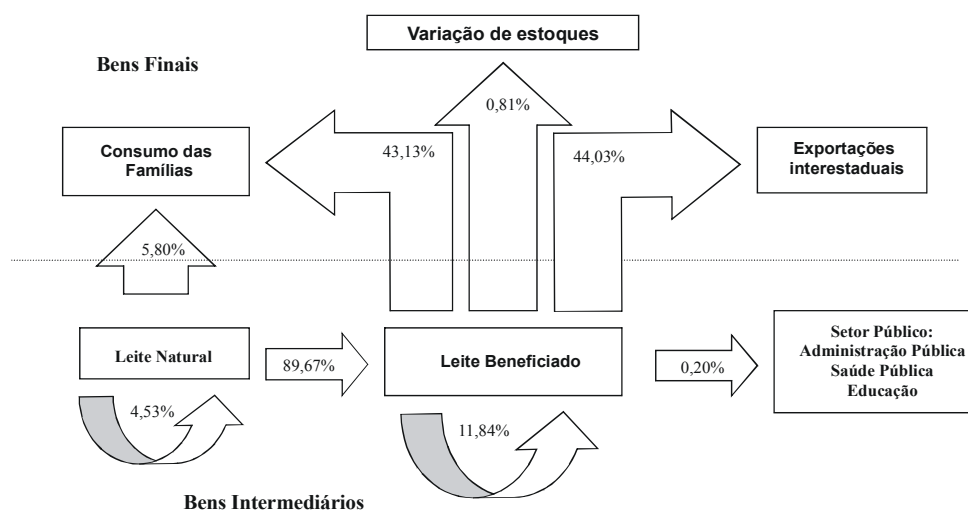 Variação de estoques
Bens Finais
0,81%
Consumo das
Famílias
43,13%
44,03%
Exportações
interestaduais
5,80%
Leite Natural
89,67%
Leite Beneficiado
0,20%
Setor Público:
Administração Pública
Saúde Pública
Educação
4,53%
11,84%
Bens Intermediários